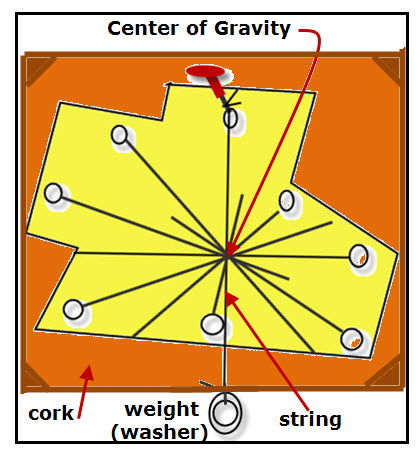 Center of Gravity
cork
weight
(washer)
string